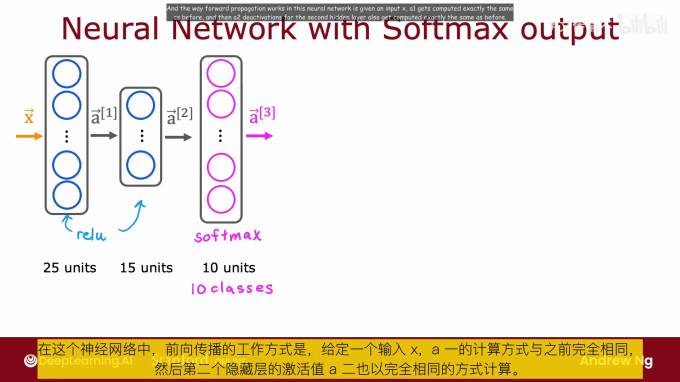 And the way forward propagation works in this neural network is given an input x, a1 gets computed exactly the same
as before, and then a2 deactivations for the second hidden layer also get computed exactly the same as before.
Neural Network with Softmax output
x a[1] a[2] a[3]
relu
softmax
25 units 15 units 10 units
10 classes
在这个神经网络中，前向传播的工作方式是，给定一个输入 x，a 一的计算方式与之前完全相同，
然后第二个隐藏层的激活值 a 二也以完全相同的方式计算。
DeepLearning.AI Stanford Andrew Ng